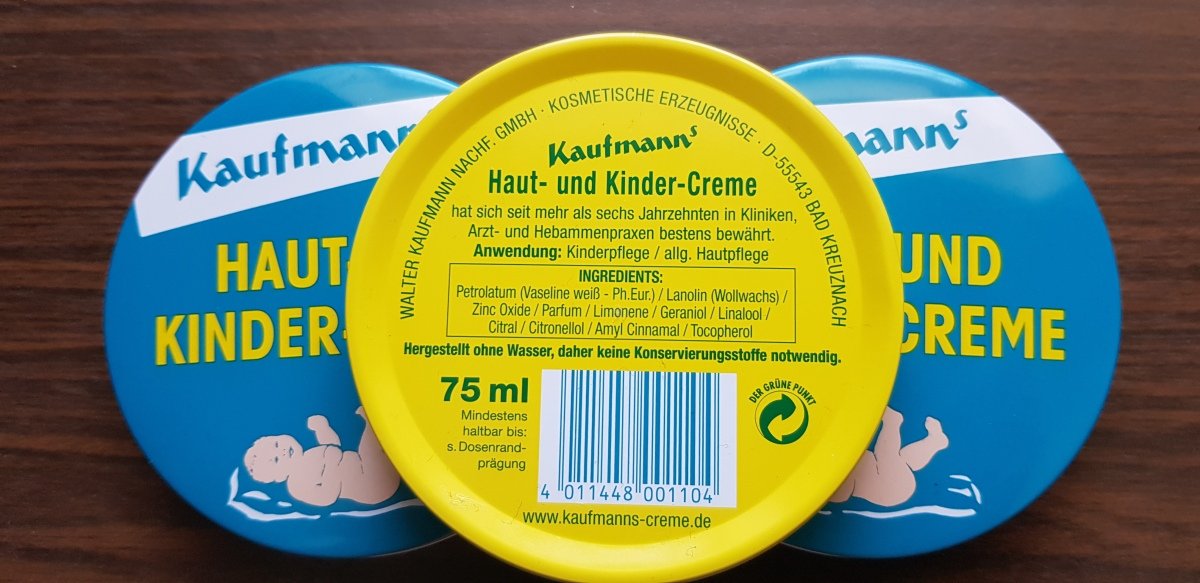 Kaufmann
HAUT-
KINDER-
WALTER KAUFMANN NACHF. GMBH · KOSMETISCHE ERZEUGNISSE · D-55543 BAD KREUZNACH
Kaufmanns
Haut- und Kinder-Creme
hat sich seit mehr als sechs Jahrzehnten in Kliniken,
Arzt- und Hebammenpraxen bestens bewährt.
Anwendung: Kinderpflege / allg. Hautpflege
INGREDIENTS:
Petrolatum (Vaseline weiß - Ph.Eur.) / Lanolin (Wollwachs) /
Zinc Oxide / Parfum / Limonene / Geraniol / Linalool /
Citral / Citronellol / Amyl Cinnamal / Tocopherol
Hergestellt ohne Wasser, daher keine Konservierungsstoffe notwendig.
75 ml
Mindestens
haltbar bis:
s. Dosenrand-
prägung
4 011448 001104
DER GRÜNE PUNKT
www.kaufmanns-creme.de
manns
UND
CREME